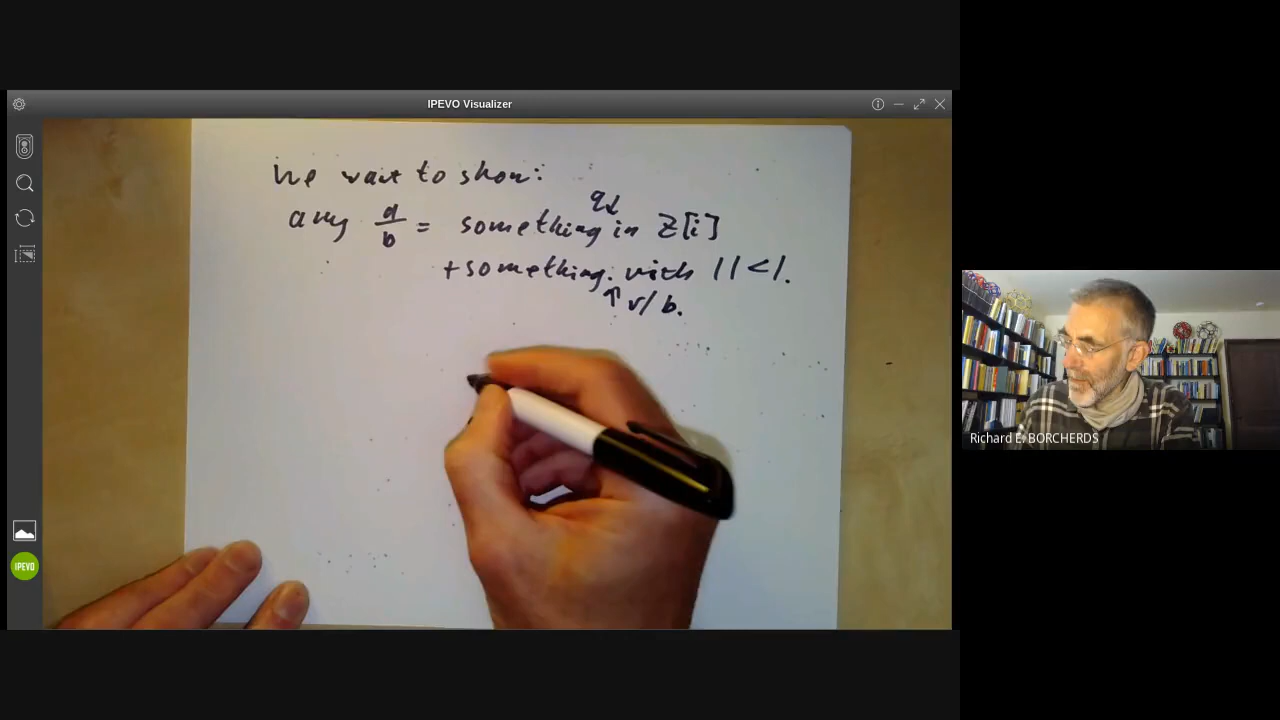 IPEVO Visualizer
We want to show:
q↓
any a/b = something in Z[i]
+ something with | | < 1.
↑ r/b.
IPEVO
Richard E. BORCHERDS